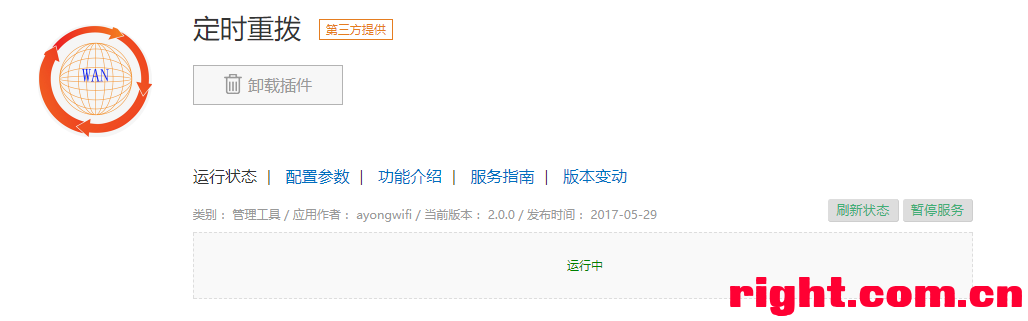 定时重拨 第三方提供
WAN
卸载插件
运行状态 | 配置参数 | 功能介绍 | 服务指南 | 版本变动
类别： 管理工具 / 应用作者： ayongwifi / 当前版本： 2.0.0 / 发布时间： 2017-05-29
刷新状态 暂停服务
运行中
right.com.cn